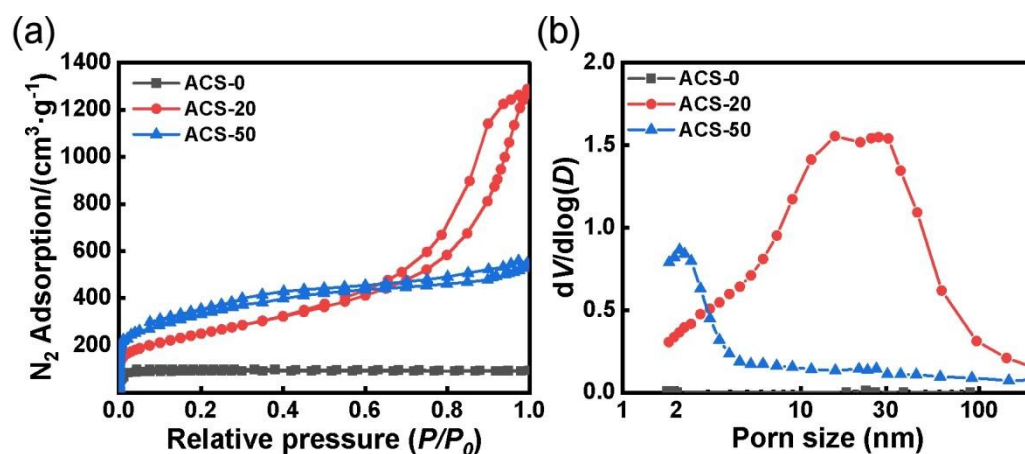 (a)
N₂ Adsorption/(cm³·g⁻¹)
1400
1200
1000
800
600
400
200
ACS-0
ACS-20
ACS-50
0.0 0.2 0.4 0.6 0.8 1.0
Relative pressure (P/P₀)
(b)
dV/dlog(D)
2.0
1.5
1.0
0.5
0.0
ACS-0
ACS-20
ACS-50
1 2 10 30 100
Porn size (nm)